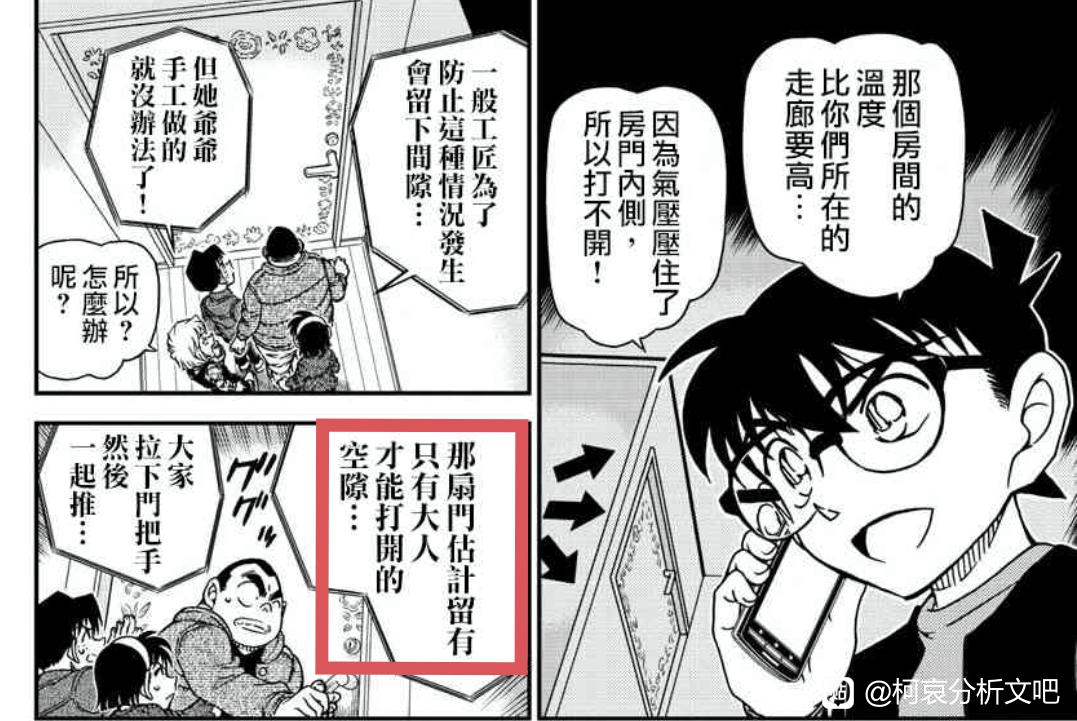 那個房間的
溫度
比你們所在的
走廊要高…
因為氣壓壓住了
房門內側，
所以打不開！
一般工匠為了
防止這種情況發生
會留下間隙…
但她爺爺
手工做的
就沒辦法了！
所以？
怎麼辦
呢？
那扇門估計留有
只有大人
才能打開的
空隙…
大家
拉下門把手
然後
一起推…
グググ
@柯哀分析文吧